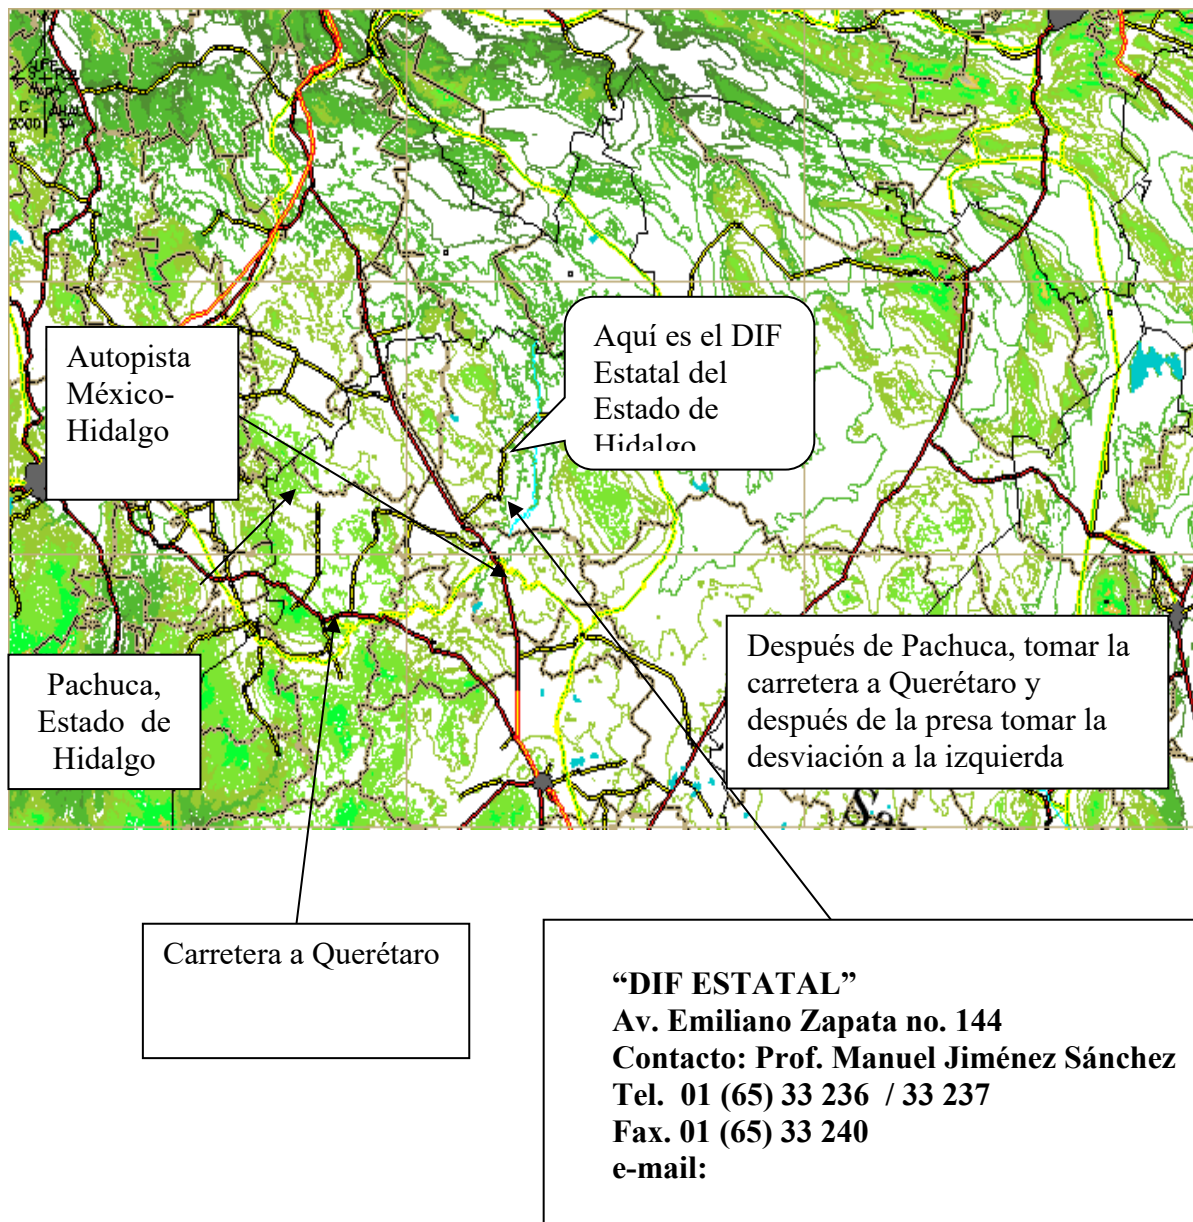 C
2000
Autopista
México-
Hidalgo
Aquí es el DIF
Estatal del
Estado de
Hidalgo
Pachuca,
Estado de
Hidalgo
Después de Pachuca, tomar la
carretera a Querétaro y
después de la presa tomar la
desviación a la izquierda
Carretera a Querétaro
“DIF ESTATAL”
Av. Emiliano Zapata no. 144
Contacto: Prof. Manuel Jiménez Sánchez
Tel. 01 (65) 33 236 / 33 237
Fax. 01 (65) 33 240
e-mail: